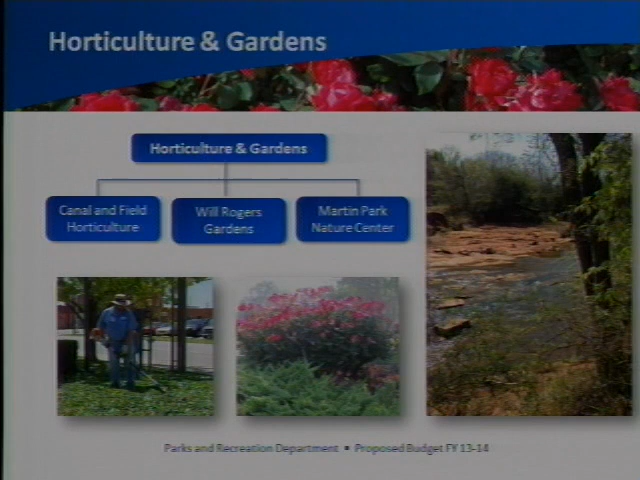 Horticulture & Gardens
Horticulture & Gardens
Canal and Field
Horticulture
Will Rogers
Gardens
Martin Park
Nature Center
Parks and Recreation Department ▪ Proposed Budget FY 13-14